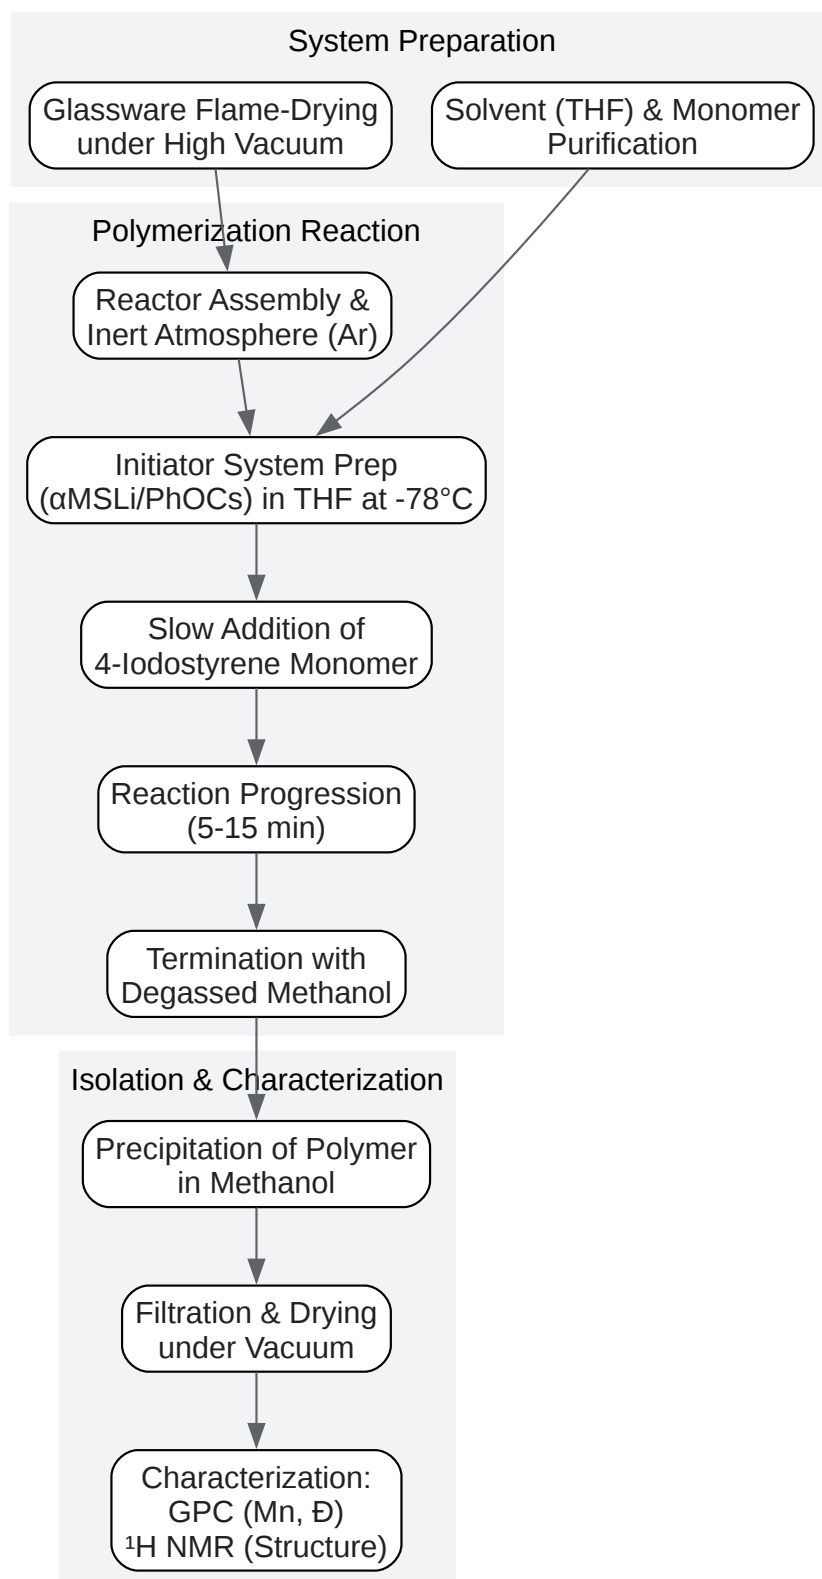 System Preparation
Glassware Flame-Drying
under High Vacuum
Solvent (THF) & Monomer
Purification
Polymerization Reaction
Reactor Assembly &
Inert Atmosphere (Ar)
Initiator System Prep
(αMSLi/PhOCs) in THF at -78°C
Slow Addition of
4-Iodostyrene Monomer
Reaction Progression
(5-15 min)
Termination with
Degassed Methanol
Isolation & Characterization
Precipitation of Polymer
in Methanol
Filtration & Drying
under Vacuum
Characterization:
GPC (Mn, Đ)
¹H NMR (Structure)